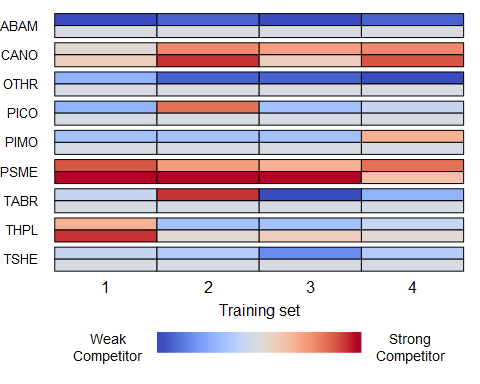 ABAM
CANO
OTHR
PICO
PIMO
PSME
TABR
THPL
TSHE
1 2 3 4
Training set
Weak Competitor
Strong Competitor